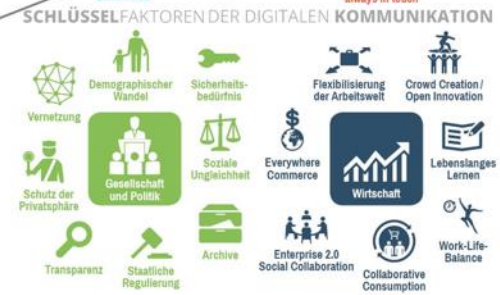 always in touch
SCHLÜSSELFAKTOREN DER DIGITALEN KOMMUNIKATION
Demographischer
Wandel
Sicherheits-
bedürfnis
Vernetzung
Schutz der
Privatsphäre
Gesellschaft
und Politik
Soziale
Ungleichheit
Transparenz
Staatliche
Regulierung
Archive
Flexibilisierung
der Arbeitswelt
Crowd Creation /
Open Innovation
$
Everywhere
Commerce
Wirtschaft
Lebenslanges
Lernen
Enterprise 2.0
Social Collaboration
Collaborative
Consumption
Work-Life-
Balance